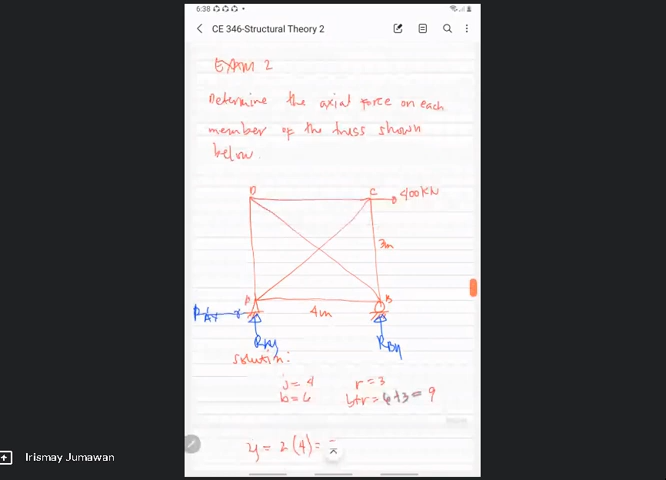 6:38
CE 346-Structural Theory 2
EXAM 2
Determine the axial force on each
member of the truss shown
below.
D
C
400KN
3m
A
B
4m
RAX
RAy
RBy
Solution:
j = 4
r = 3
b = 6
b+r = 6+3 = 9
2j = 2(4) =
Irismay Jumawan